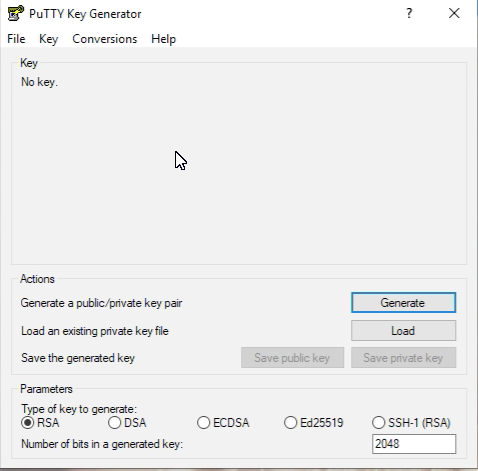 PuTTY Key Generator ?
File Key Conversions Help
Key
No key.
Actions
Generate a public/private key pair Generate
Load an existing private key file Load
Save the generated key Save public key Save private key
Parameters
Type of key to generate:
RSA DSA ECDSA Ed25519 SSH-1 (RSA)
Number of bits in a generated key: 2048